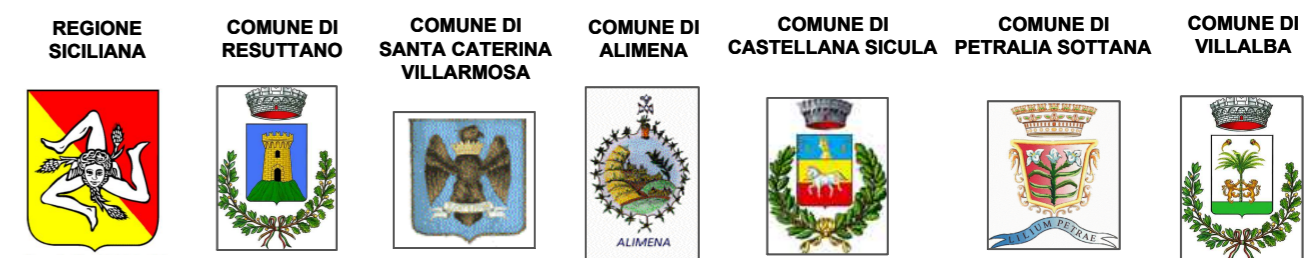 REGIONE
SICILIANA
COMUNE DI
RESUTTANO
COMUNE DI
SANTA CATERINA
VILLARMOSA
COMUNE DI
ALIMENA
COMUNE DI
CASTELLANA SICULA
COMUNE DI
PETRALIA SOTTANA
COMUNE DI
VILLALBA
ALIMENA
LILIUM PETRAE